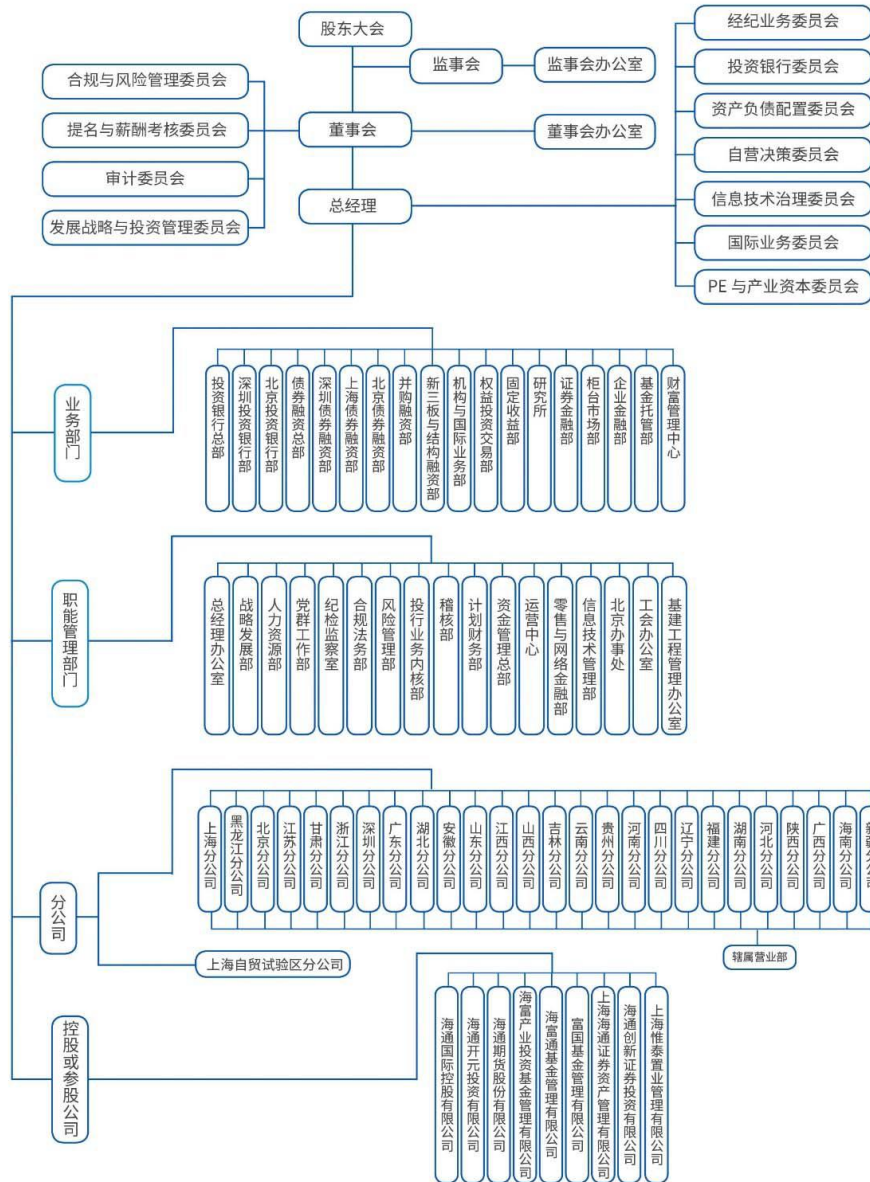 股东大会
监事会
监事会办公室
董事会
董事会办公室
总经理
合规与风险管理委员会
提名与薪酬考核委员会
审计委员会
发展战略与投资管理委员会
经纪业务委员会
投资银行委员会
资产负债配置委员会
自营决策委员会
信息技术治理委员会
国际业务委员会
PE 与产业资本委员会
业务部门
投资银行总部
深圳投资银行部
北京投资银行部
债券融资总部
深圳债券融资部
上海债券融资部
北京债券融资部
并购融资部
新三板与结构融资部
机构与国际业务部
权益投资交易部
固定收益部
研究所
证券金融部
柜台市场部
企业金融部
基金托管部
财富管理中心
职能管理部门
总经理办公室
战略发展部
人力资源部
党群工作部
纪检监察室
合规法务部
风险管理部
投行业务内核部
稽核部
计划财务部
资金管理总部
运营中心
零售与网络金融部
信息技术管理部
北京办事处
工会办公室
基建工程管理办公室
分公司
上海分公司
黑龙江分公司
北京分公司
江苏分公司
甘肃分公司
浙江分公司
深圳分公司
广东分公司
湖北分公司
安徽分公司
山东分公司
江西分公司
山西分公司
吉林分公司
云南分公司
贵州分公司
河南分公司
四川分公司
辽宁分公司
福建分公司
湖南分公司
河北分公司
陕西分公司
广西分公司
海南分公司
新疆分公司
辖属营业部
上海自贸试验区分公司
控股或参股公司
海通国际控股有限公司
海通开元投资有限公司
海通期货股份有限公司
海富产业投资基金管理有限公司
海富通基金管理有限公司
富国基金管理有限公司
上海海通证券资产管理有限公司
海通创新证券投资有限公司
上海惟泰置业管理有限公司